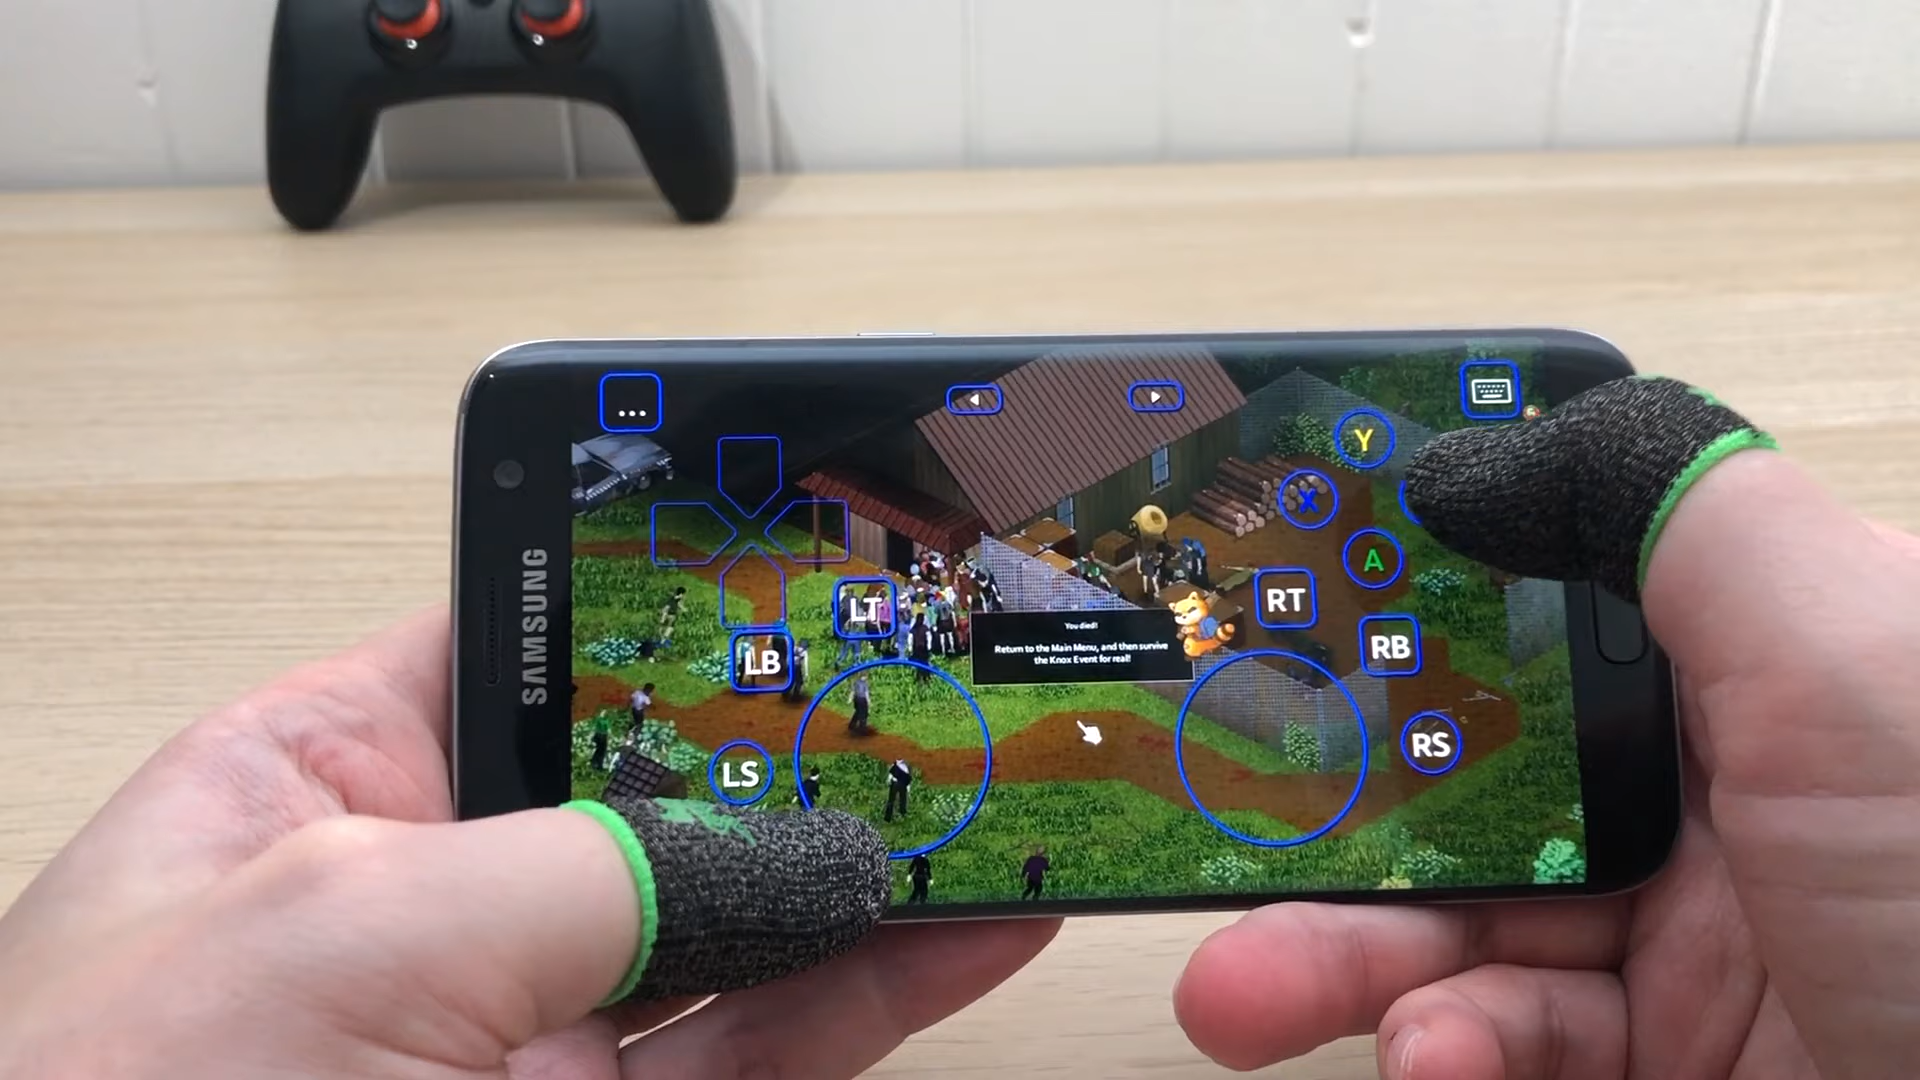 SAMSUNG
...
Y
X
A
LT
RT
LB
RB
LS
RS
You died!
Return to the Main Menu, and then survive
the Knox Event for real!